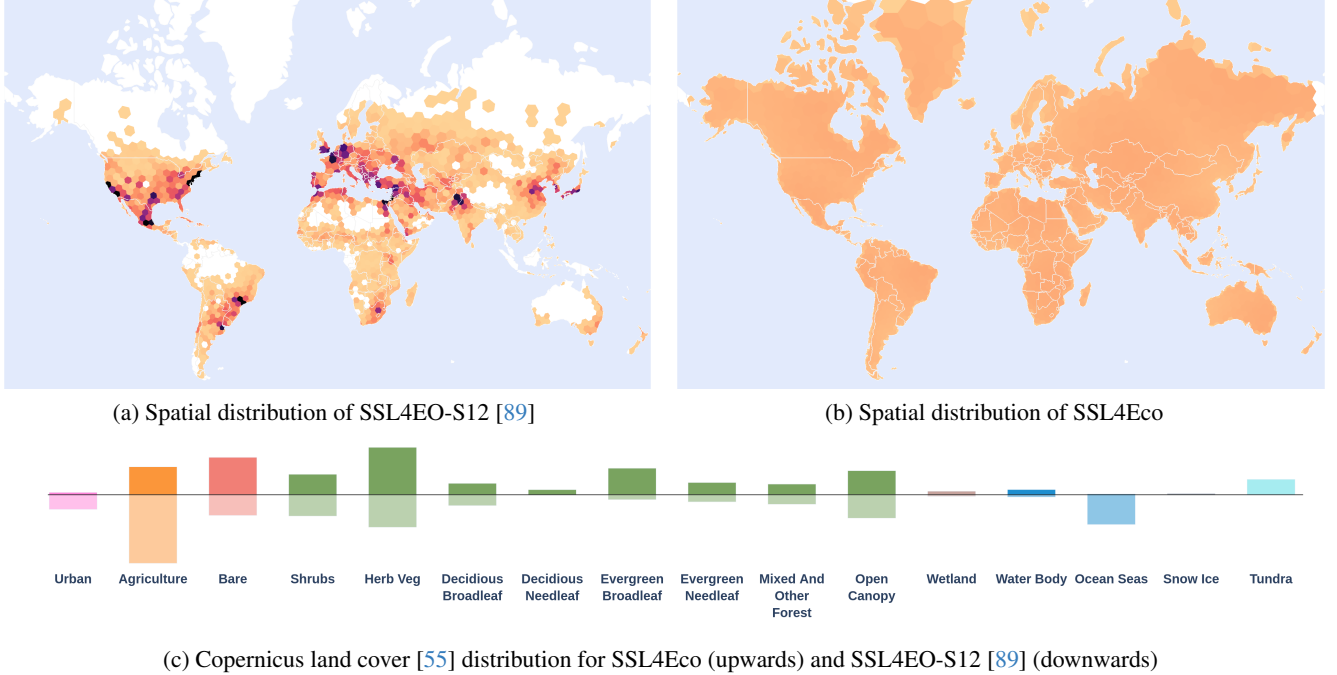 (a) Spatial distribution of SSL4EO-S12 [89]
(b) Spatial distribution of SSL4Eco
Urban
Agriculture
Bare
Shrubs
Herb Veg
Decidious
Broadleaf
Decidious
Needleaf
Evergreen
Broadleaf
Evergreen
Needleaf
Mixed And
Other
Forest
Open
Canopy
Wetland
Water Body
Ocean Seas
Snow Ice
Tundra
(c) Copernicus land cover [55] distribution for SSL4Eco (upwards) and SSL4EO-S12 [89] (downwards)